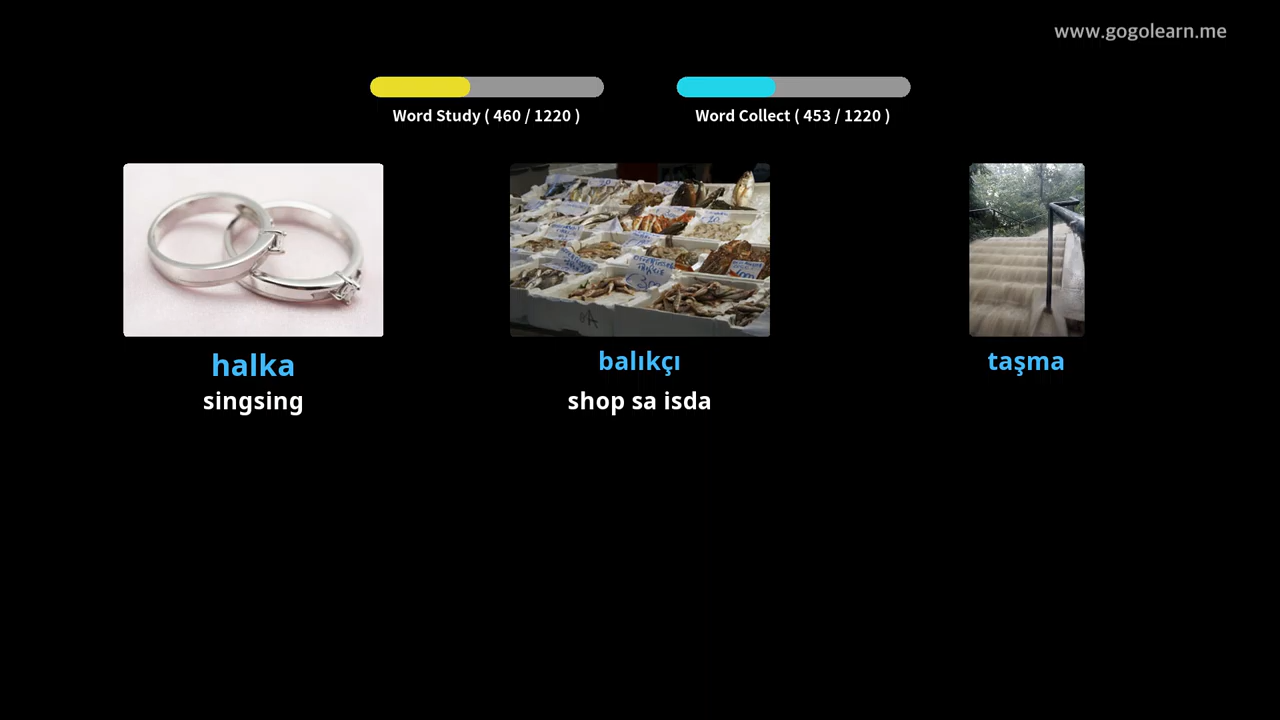 www.gogolearn.me
Word Study ( 460 / 1220 )
Word Collect ( 453 / 1220 )
halka
balıkçı
taşma
singsing
shop sa isda